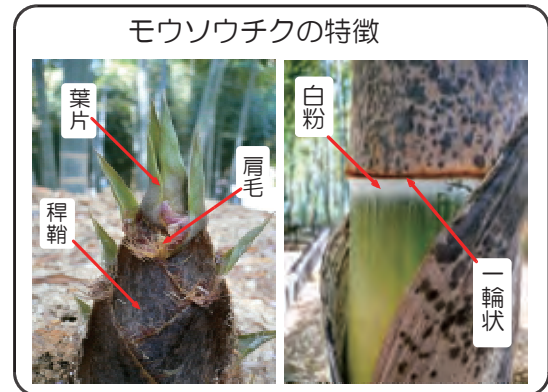 モウソウチクの特徴
葉片
肩毛
稈鞘
白粉
一輪状